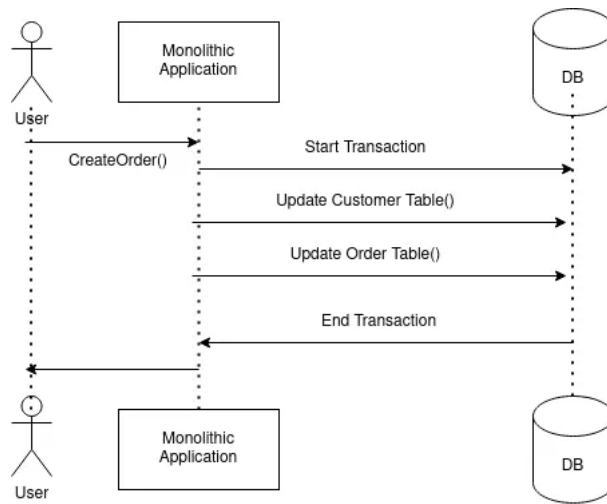 Monolithic
Application
DB
User
CreateOrder()
Start Transaction
Update Customer Table()
Update Order Table()
End Transaction
Monolithic
Application
DB
User